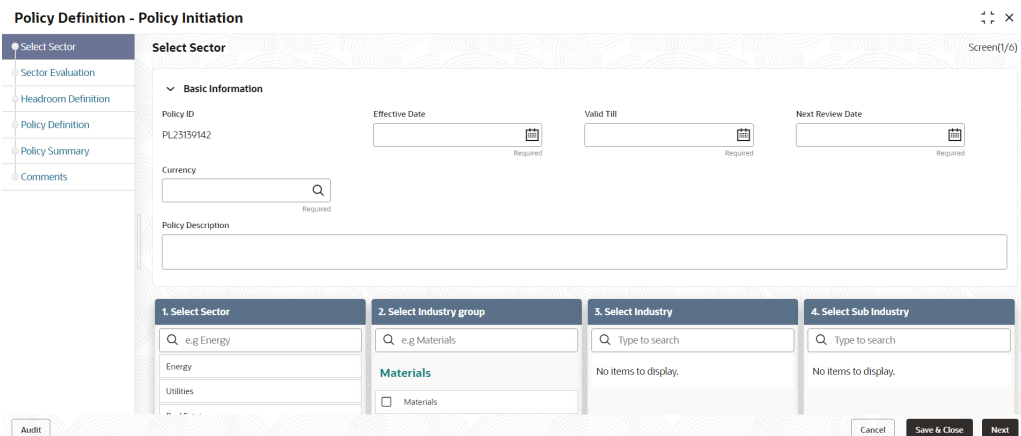 Policy Definition - Policy Initiation
Select Sector
Sector Evaluation
Headroom Definition
Policy Definition
Policy Summary
Comments
Select Sector
Screen(1/6)
Basic Information
Policy ID
PL23139142
Effective Date
Required
Valid Till
Required
Next Review Date
Required
Currency
Required
Policy Description
1. Select Sector
e.g Energy
Energy
Utilities
2. Select Industry group
e.g Materials
Materials
Materials
3. Select Industry
Type to search
No items to display.
4. Select Sub Industry
Type to search
No items to display.
Audit
Cancel
Save & Close
Next